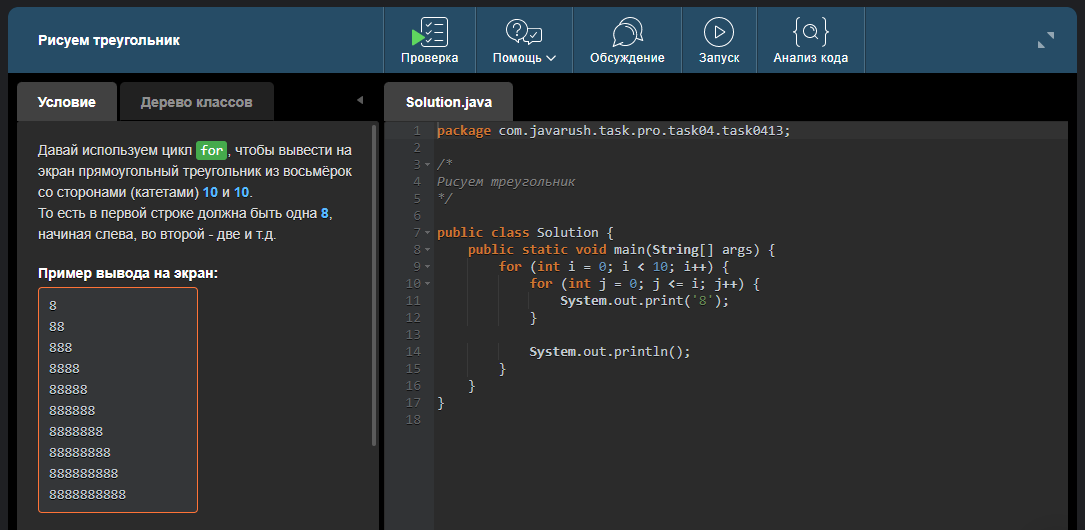 Рисуем треугольник
Проверка
Помощь
Обсуждение
Запуск
Анализ кода
Условие
Дерево классов
Давай используем цикл for, чтобы вывести на
экран прямоугольный треугольник из восьмёрок
со сторонами (катетами) 10 и 10.
То есть в первой строке должна быть одна 8,
начиная слева, во второй - две и т.д.
Пример вывода на экран:
8
88
888
8888
88888
888888
8888888
88888888
888888888
8888888888
Solution.java
1 package com.javarush.task.pro.task04.task0413;
2
3 /*
4 Рисуем треугольник
5 */
6
7 public class Solution {
8     public static void main(String[] args) {
9         for (int i = 0; i < 10; i++) {
10             for (int j = 0; j <= i; j++) {
11                 System.out.print('8');
12             }
13
14             System.out.println();
15         }
16     }
17 }
18